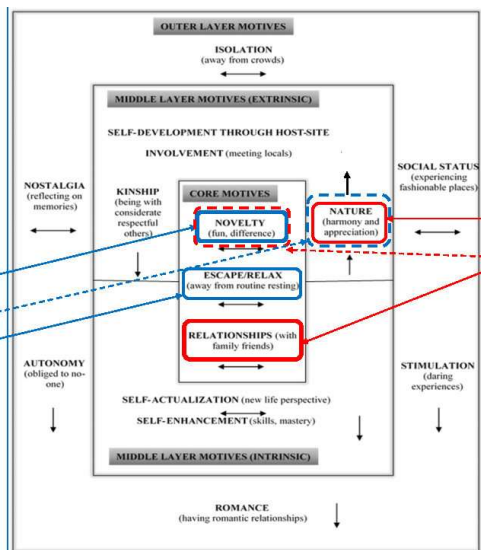 OUTER LAYER MOTIVES
ISOLATION
(away from crowds)
MIDDLE LAYER MOTIVES (EXTRINSIC)
SELF-DEVELOPMENT THROUGH HOST-SITE
INVOLVEMENT (meeting locals)
NOSTALGIA
(reflecting on
memories)
KINSHIP
(being with
considerate
respectful
others)
CORE MOTIVES
NOVELTY
(fun, difference)
NATURE
(harmony and
appreciation)
SOCIAL STATUS
(experiencing
fashionable places)
ESCAPE/RELAX
(away from routine resting)
RELATIONSHIPS (with
family friends)
AUTONOMY
(obliged to no-
one)
STIMULATION
(daring
experiences)
SELF-ACTUALIZATION (new life perspective)
SELF-ENHANCEMENT (skills, mastery)
MIDDLE LAYER MOTIVES (INTRINSIC)
ROMANCE
(having romantic relationships)